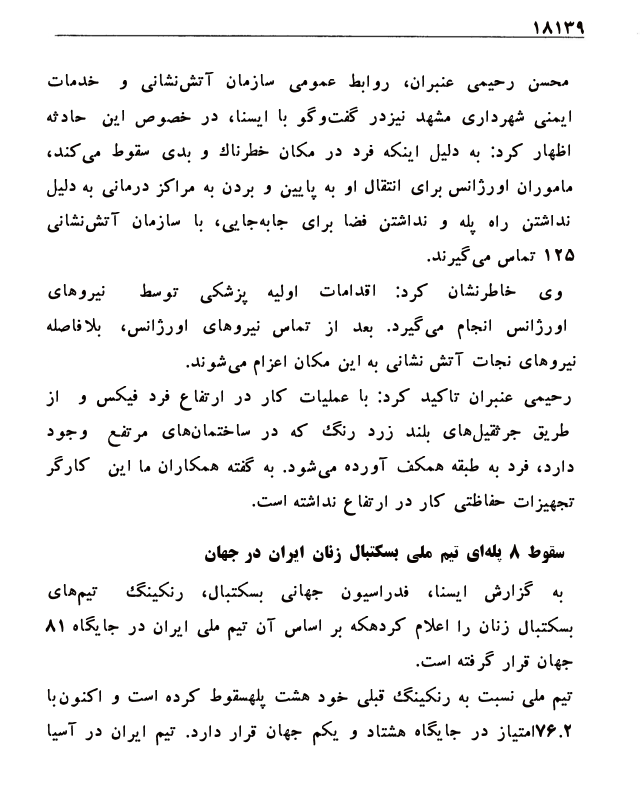 ۱۸۱۳۹
محسن رحیمی عنبران، روابط عمومی سازمان آتش‌نشانی و خدمات
ایمنی شهرداری مشهد نیزدر گفت‌وگو با ایسنا، در خصوص این حادثه
اظهار کرد: به دلیل اینکه فرد در مکان خطرناك و بدی سقوط می‌کند،
ماموران اورژانس برای انتقال او به پایین و بردن به مراکز درمانی به دلیل
نداشتن راه پله و نداشتن فضا برای جابه‌جایی، با سازمان آتش‌نشانی
۱۲۵ تماس می‌گیرند.
وی خاطرنشان کرد: اقدامات اولیه پزشکی توسط نیروهای
اورژانس انجام می‌گیرد. بعد از تماس نیروهای اورژانس، بلافاصله
نیروهای نجات آتش نشانی به این مکان اعزام می‌شوند.
رحیمی عنبران تاکید کرد: با عملیات کار در ارتفاع فرد فیکس و از
طریق جرثقیل‌های بلند زرد رنگ که در ساختمان‌های مرتفع وجود
دارد، فرد به طبقه همکف آورده می‌شود. به گفته همکاران ما این کارگر
تجهیزات حفاظتی کار در ارتفاع نداشته است.
سقوط ۸ پله‌ای تیم ملی بسکتبال زنان ایران در جهان
به گزارش ایسنا، فدراسیون جهانی بسکتبال، رنکینگ تیم‌های
بسکتبال زنان را اعلام کردهکه بر اساس آن تیم ملی ایران در جایگاه ۸۱
جهان قرار گرفته است.
تیم ملی نسبت به رنکینگ قبلی خود هشت پلهسقوط کرده است و اکنون‌با
۷۶.۲امتیاز در جایگاه هشتاد و یکم جهان قرار دارد. تیم ایران در آسیا